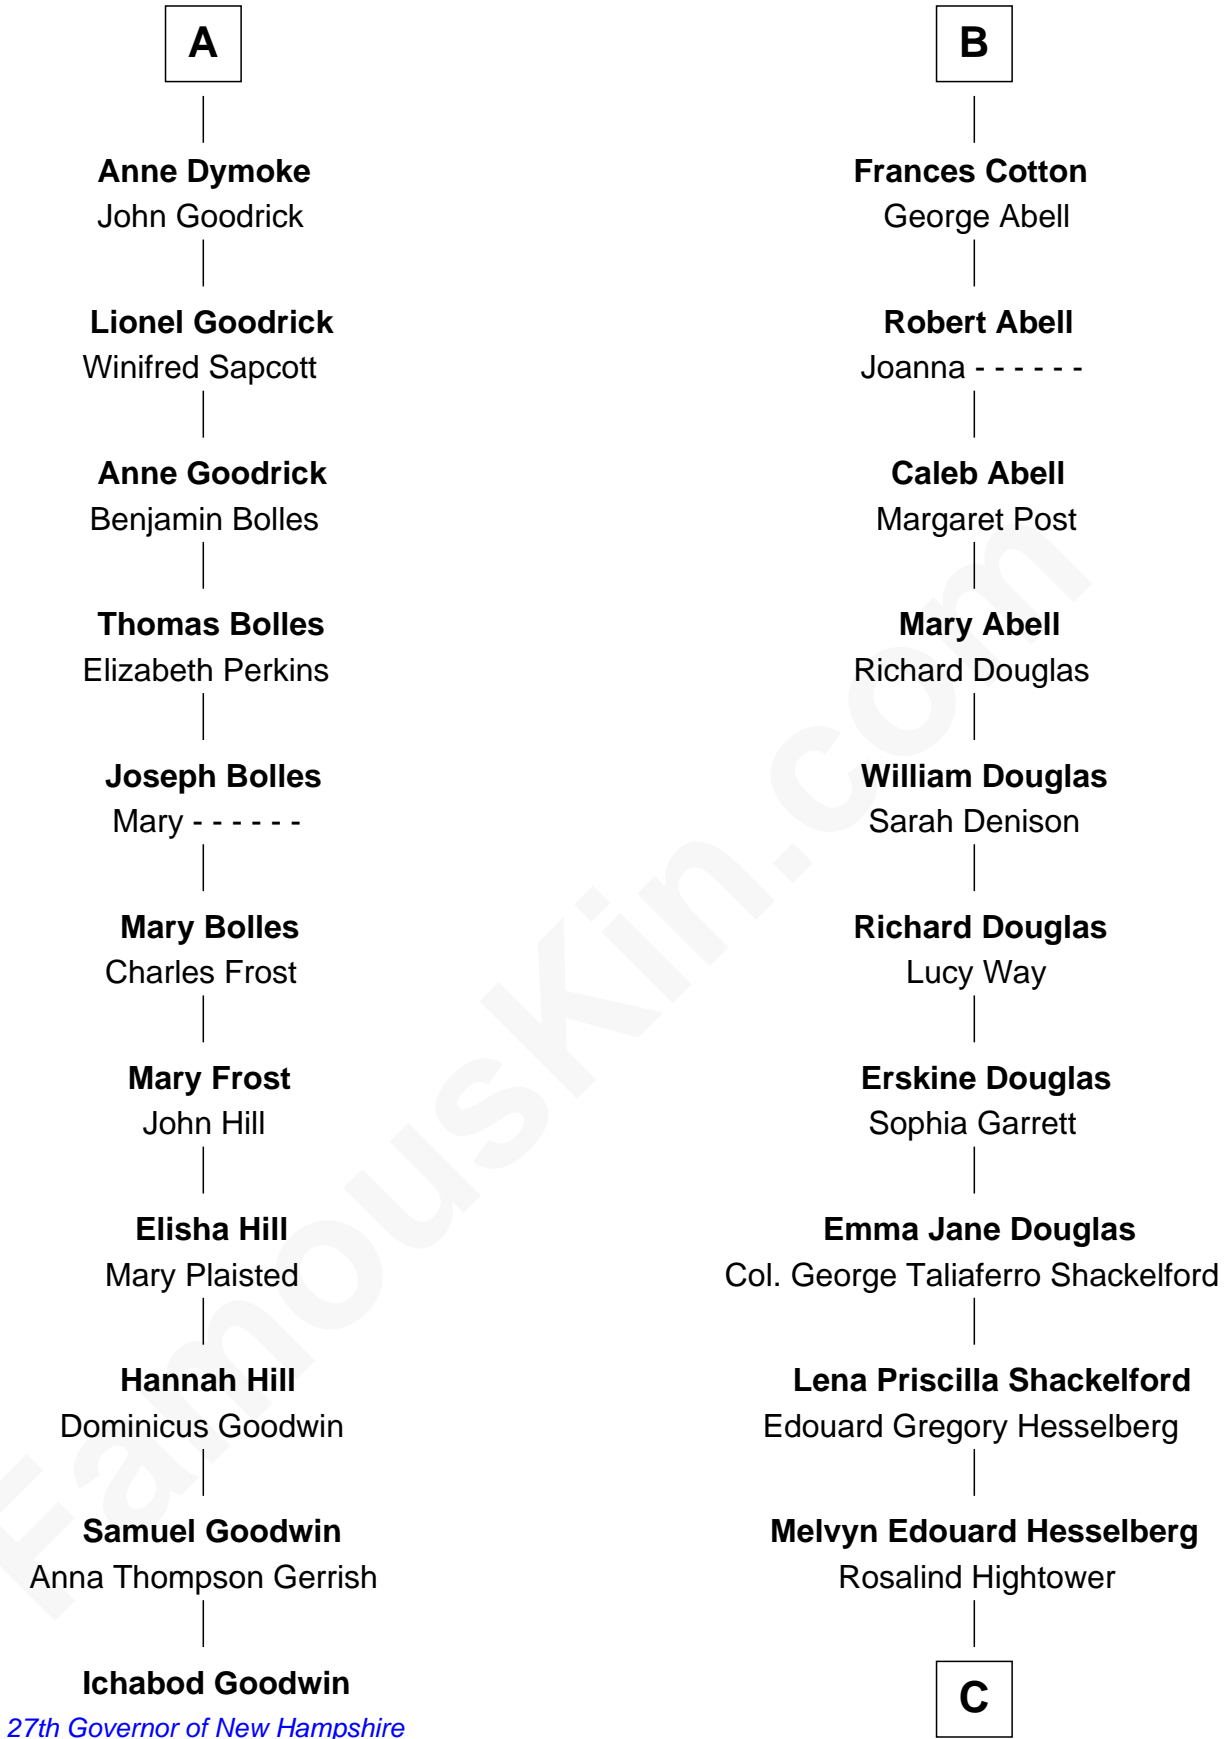 A
Anne Dymoke
John Goodrick
Lionel Goodrick
Winifred Sapcott
Anne Goodrick
Benjamin Bolles
Thomas Bolles
Elizabeth Perkins
Joseph Bolles
Mary - - - - - -
Mary Bolles
Charles Frost
Mary Frost
John Hill
Elisha Hill
Mary Plaisted
Hannah Hill
Dominicus Goodwin
Samuel Goodwin
Anna Thompson Gerrish
Ichabod Goodwin
27th Governor of New Hampshire
B
Frances Cotton
George Abell
Robert Abell
Joanna - - - - - -
Caleb Abell
Margaret Post
Mary Abell
Richard Douglas
William Douglas
Sarah Denison
Richard Douglas
Lucy Way
Erskine Douglas
Sophia Garrett
Emma Jane Douglas
Col. George Taliaferro Shackelford
Lena Priscilla Shackelford
Edouard Gregory Hesselberg
Melvyn Edouard Hesselberg
Rosalind Hightower
C
FamousKin.com